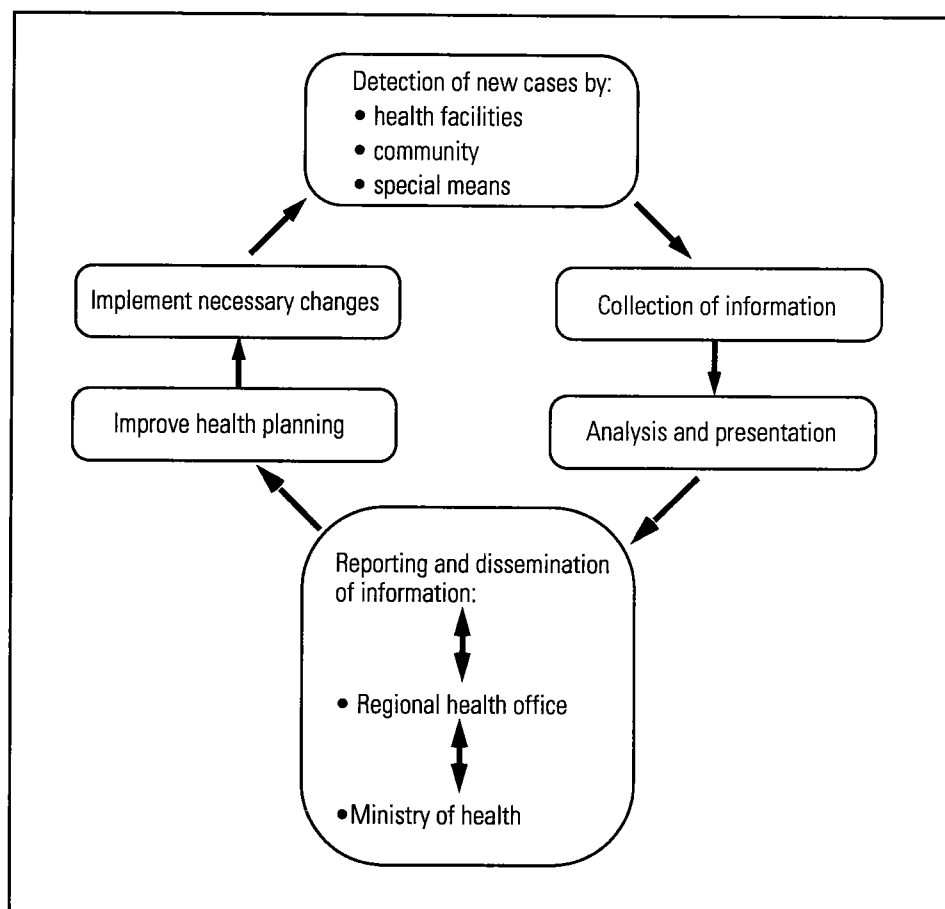 Detection of new cases by:
• health facilities
• community
• special means
Implement necessary changes
Collection of information
Improve health planning
Analysis and presentation
Reporting and dissemination
of information:
• Regional health office
•Ministry of health